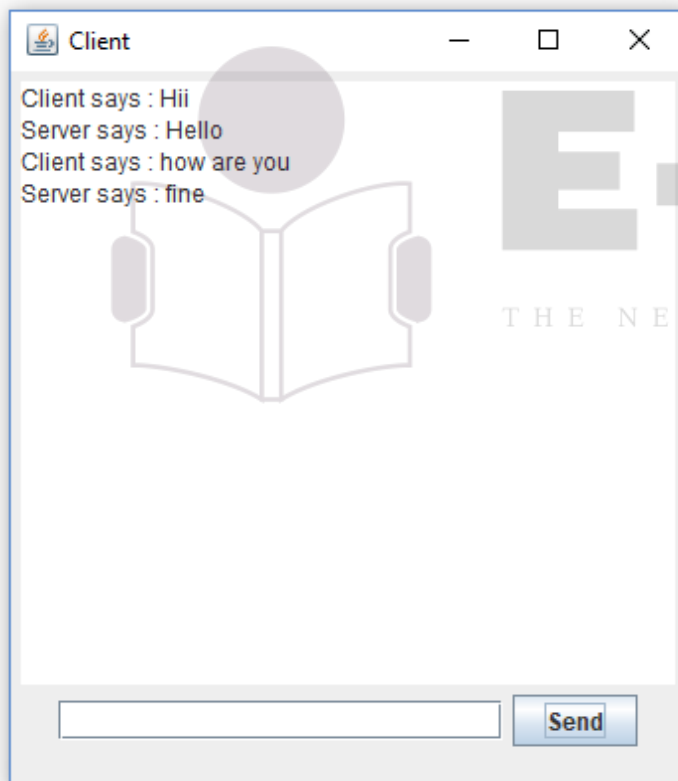 Client
Client says : Hii
Server says : Hello
Client says : how are you
Server says : fine
E-
THE NE
Send